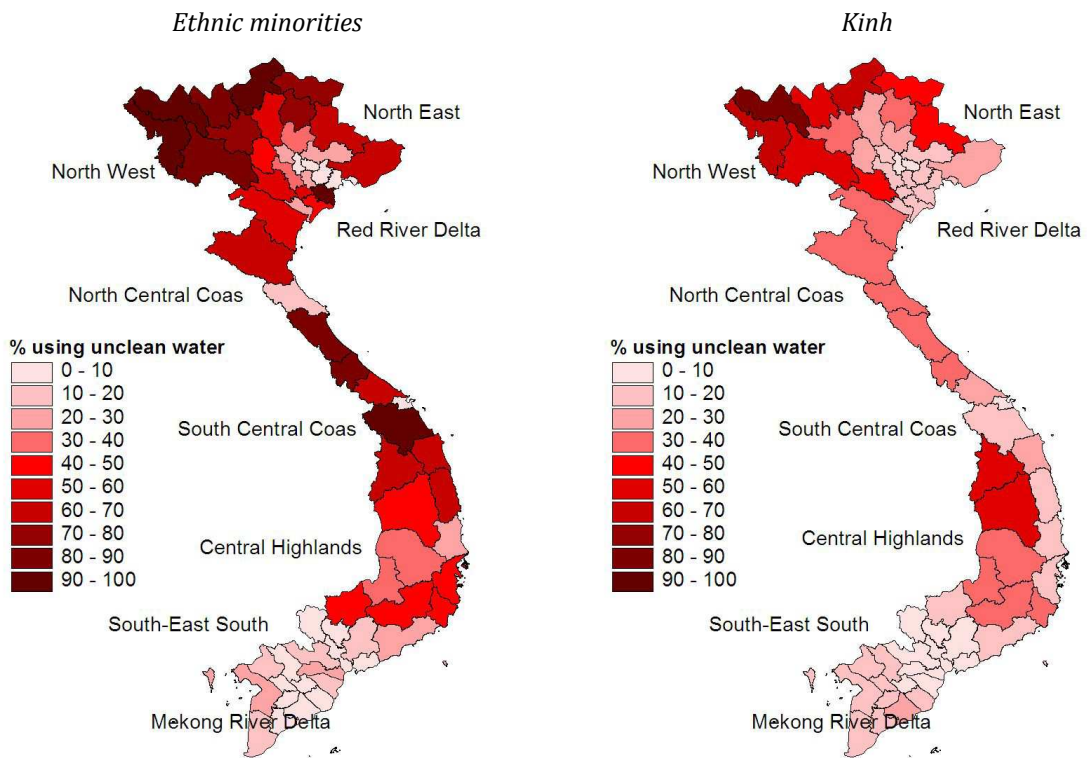 Ethnic minorities
North East
North West
Red River Delta
North Central Coas
% using unclean water
0 - 10
10 - 20
20 - 30
30 - 40
40 - 50
50 - 60
60 - 70
70 - 80
80 - 90
90 - 100
South Central Coas
Central Highlands
South-East South
Mekong River Delta
Kinh
North East
North West
Red River Delta
North Central Coas
% using unclean water
0 - 10
10 - 20
20 - 30
30 - 40
40 - 50
50 - 60
60 - 70
70 - 80
80 - 90
90 - 100
South Central Coas
Central Highlands
South-East South
Mekong River Delta